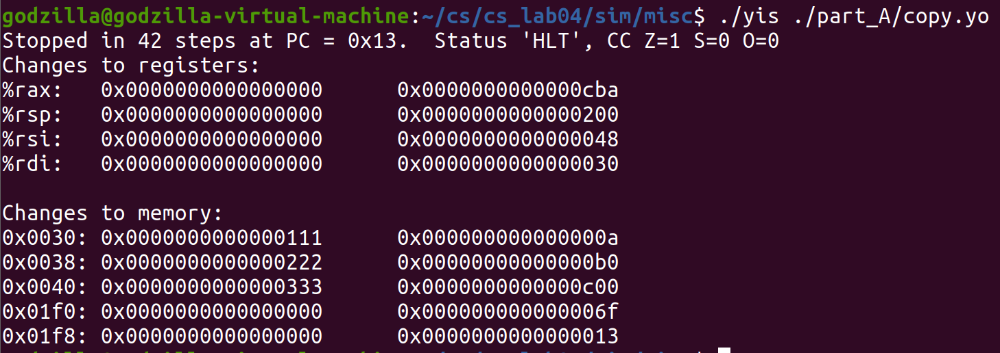 godzilla@godzilla-virtual-machine:~/cs/cs_lab04/sim/misc$ ./yis ./part_A/copy.yo
Stopped in 42 steps at PC = 0x13.  Status 'HLT', CC Z=1 S=0 O=0
Changes to registers:
%rax:   0x0000000000000000      0x0000000000000cba
%rsp:   0x0000000000000000      0x0000000000000200
%rsi:   0x0000000000000000      0x0000000000000048
%rdi:   0x0000000000000000      0x0000000000000030

Changes to memory:
0x0030: 0x0000000000000111      0x000000000000000a
0x0038: 0x0000000000000222      0x00000000000000b0
0x0040: 0x0000000000000333      0x0000000000000c00
0x01f0: 0x0000000000000000      0x000000000000006f
0x01f8: 0x0000000000000000      0x0000000000000013